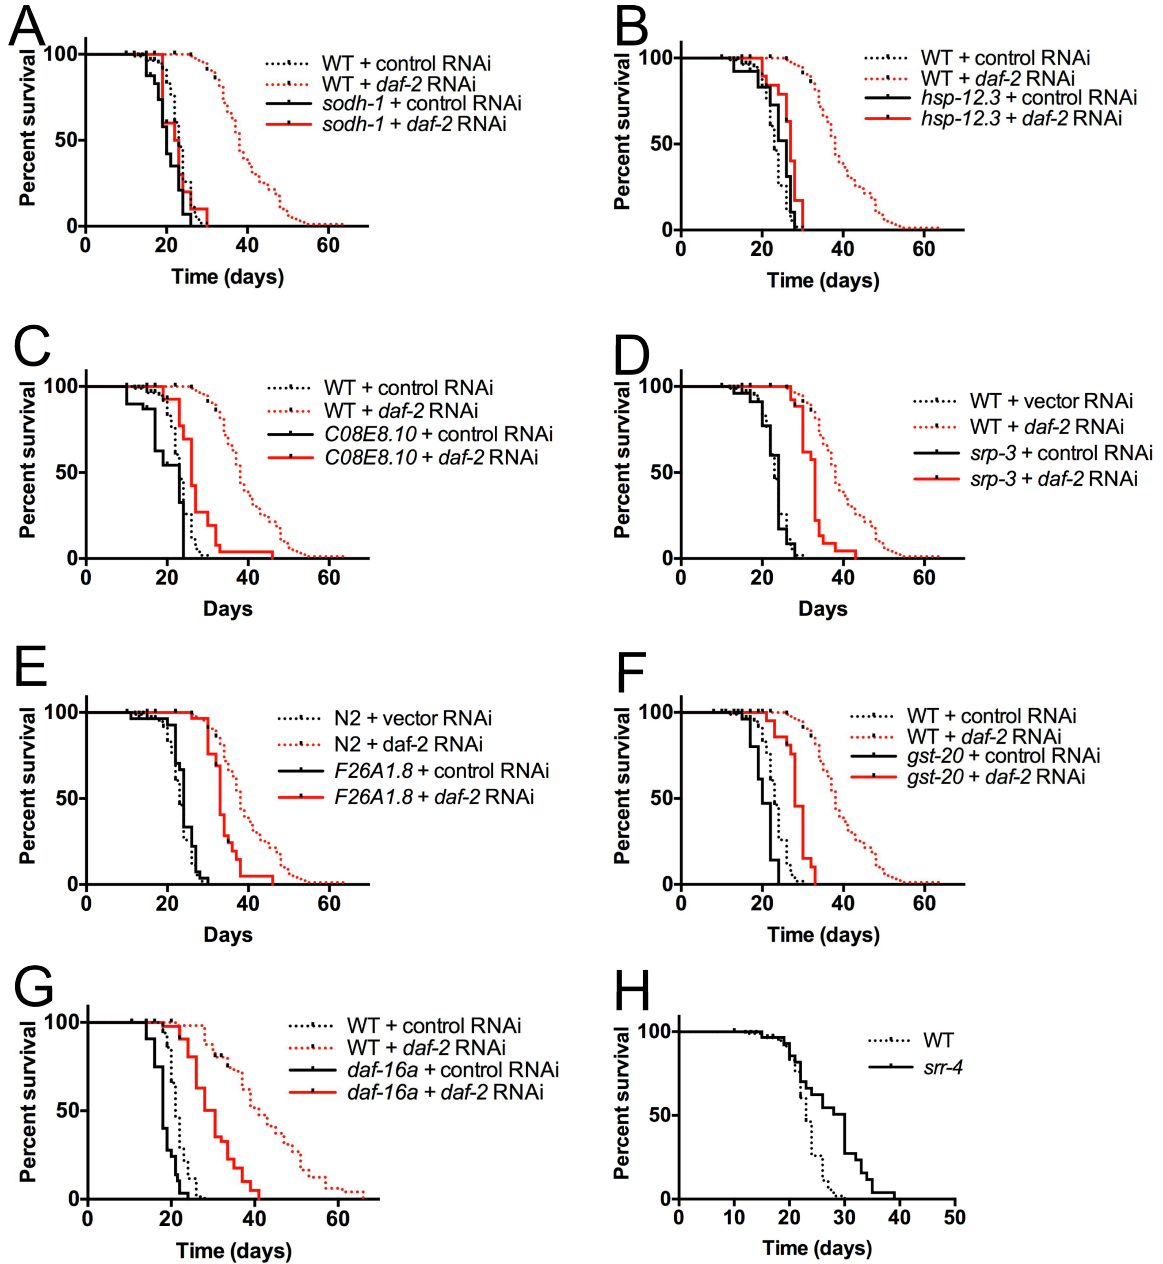 A
Percent survival
100
50
0
0 20 40 60
Time (days)
WT + control RNAi
WT + daf-2 RNAi
sodh-1 + control RNAi
sodh-1 + daf-2 RNAi
B
Percent survival
100
50
0
0 20 40 60
Time (days)
WT + control RNAi
WT + daf-2 RNAi
hsp-12.3 + control RNAi
hsp-12.3 + daf-2 RNAi
C
Percent survival
100
50
0
0 20 40 60
Days
WT + control RNAi
WT + daf-2 RNAi
C08E8.10 + control RNAi
C08E8.10 + daf-2 RNAi
D
Percent survival
100
50
0
0 20 40 60
Days
WT + vector RNAi
WT + daf-2 RNAi
srp-3 + control RNAi
srp-3 + daf-2 RNAi
E
Percent survival
100
50
0
0 20 40 60
Days
N2 + vector RNAi
N2 + daf-2 RNAi
F26A1.8 + control RNAi
F26A1.8 + daf-2 RNAi
F
Percent survival
100
50
0
0 20 40 60
Time (days)
WT + control RNAi
WT + daf-2 RNAi
gst-20 + control RNAi
gst-20 + daf-2 RNAi
G
Percent survival
100
50
0
0 20 40 60
Time (days)
WT + control RNAi
WT + daf-2 RNAi
daf-16a + control RNAi
daf-16a + daf-2 RNAi
H
Percent survival
100
50
0
0 10 20 30 40 50
Time (days)
WT
srr-4